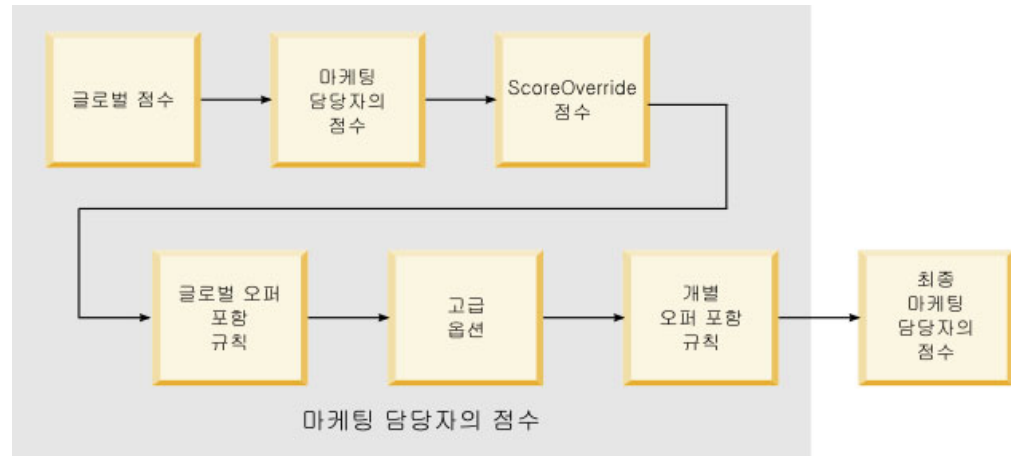 글로벌 점수
마케팅
담당자의
점수
ScoreOverride
점수
글로벌 오퍼
포함
규칙
고급
옵션
개별
오퍼 포함
규칙
최종
마케팅
담당자의
점수
마케팅 담당자의 점수